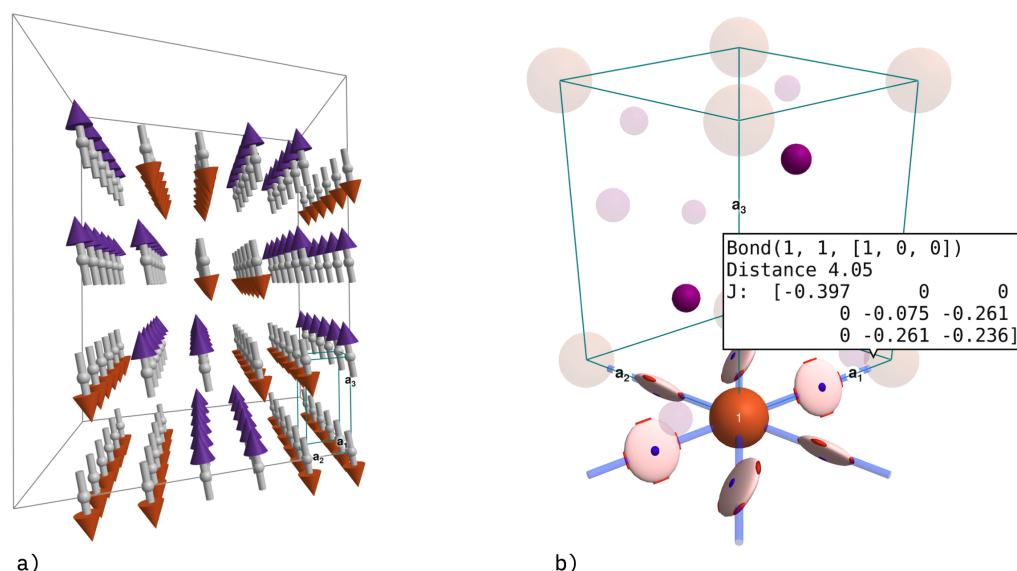 a₃
a₁
a₂
a)
a₃
Bond(1, 1, [1, 0, 0])
Distance 4.05
J: [-0.397 0 0
0 -0.075 -0.261
0 -0.261 -0.236]
a₂
a₁
1
b)